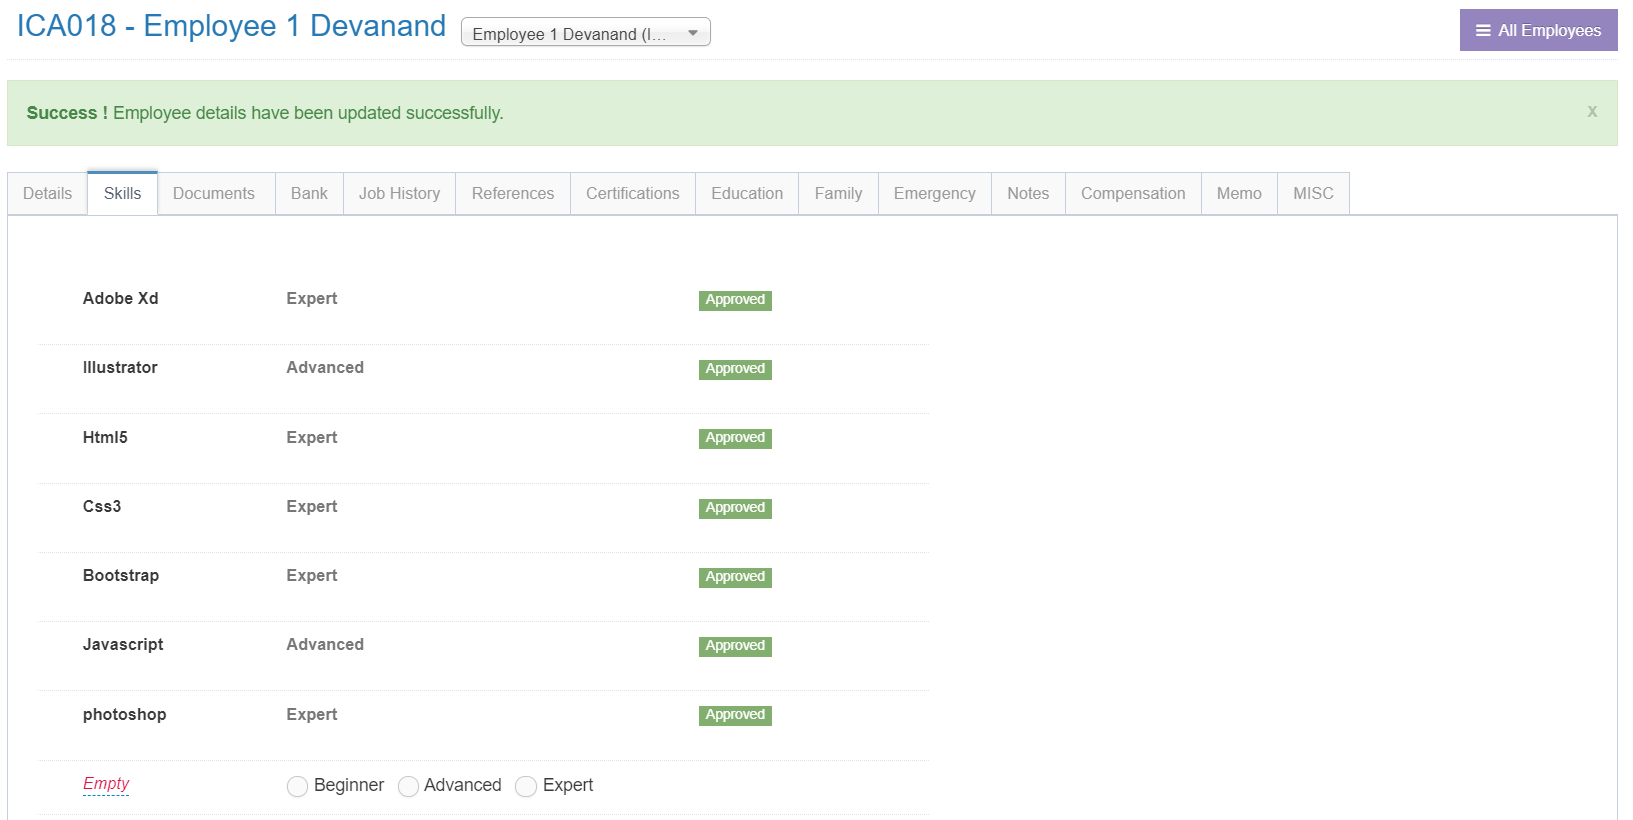 ICA018 - Employee 1 Devanand
Employee 1 Devanand (I...
All Employees
Success ! Employee details have been updated successfully.
x
Details Skills Documents Bank Job History References Certifications Education Family Emergency Notes Compensation Memo MISC
Adobe Xd Expert Approved
Illustrator Advanced Approved
Html5 Expert Approved
Css3 Expert Approved
Bootstrap Expert Approved
Javascript Advanced Approved
photoshop Expert Approved
Empty Beginner Advanced Expert